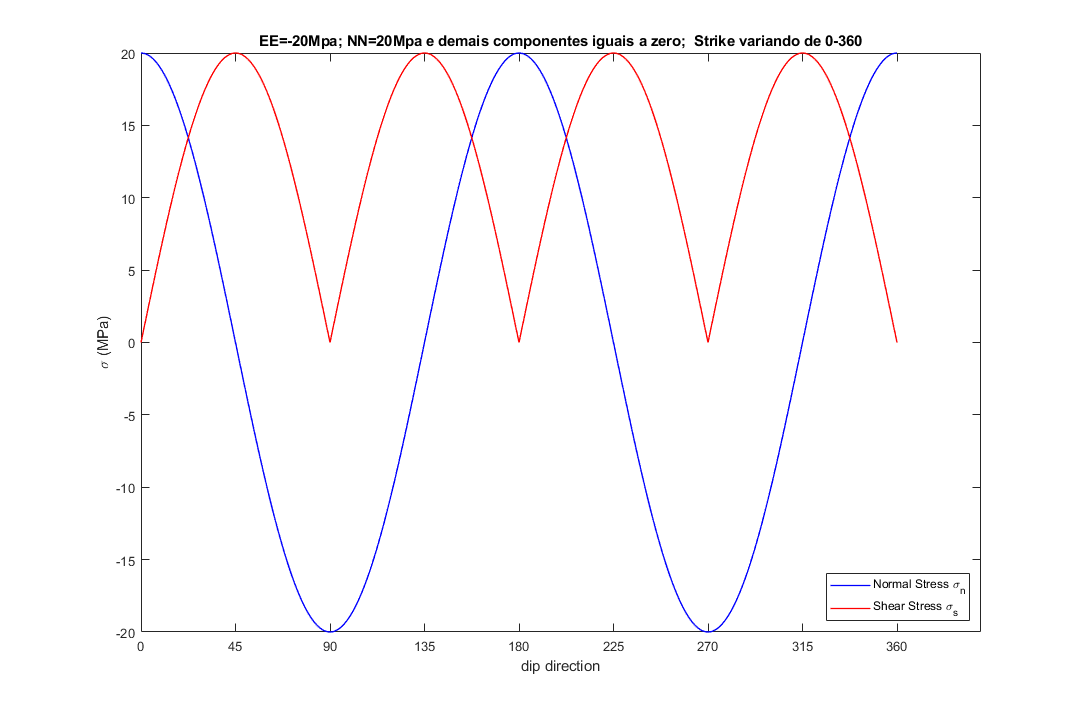 EE=-20Mpa; NN=20Mpa e demais componentes iguais a zero;  Strike variando de 0-360
20
15
10
5
0
-5
-10
-15
-20
σ (MPa)
0 45 90 135 180 225 270 315 360
dip direction
Normal Stress σn
Shear Stress σs